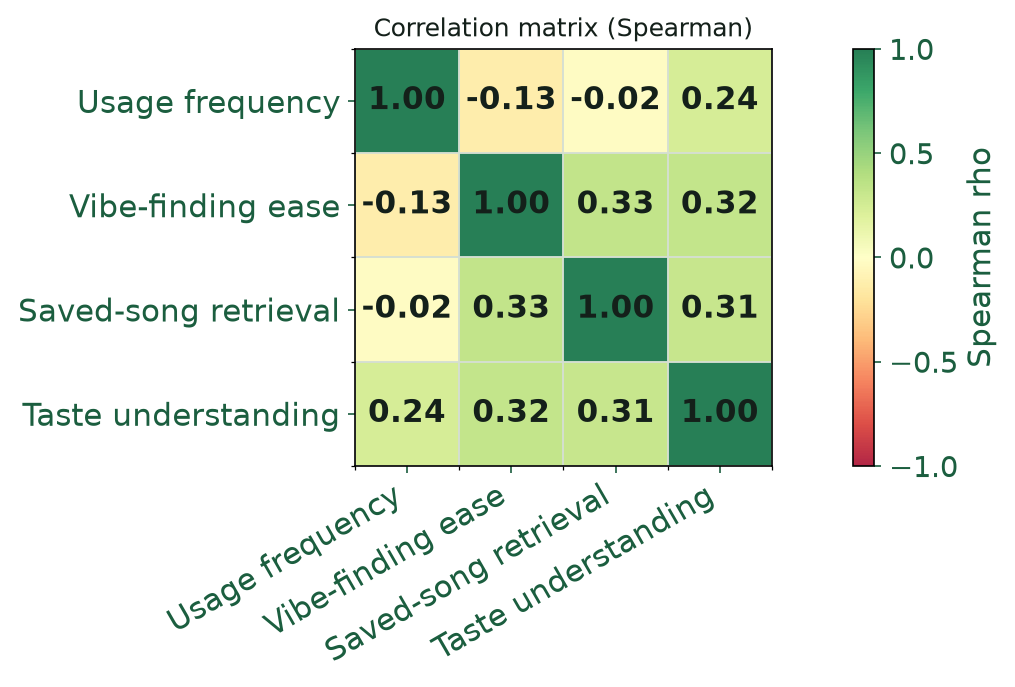 Correlation matrix (Spearman)
Usage frequency 1.00 -0.13 -0.02 0.24
Vibe-finding ease -0.13 1.00 0.33 0.32
Saved-song retrieval -0.02 0.33 1.00 0.31
Taste understanding 0.24 0.32 0.31 1.00
Usage frequency
Vibe-finding ease
Saved-song retrieval
Taste understanding
1.0
0.5
0.0
−0.5
−1.0
Spearman rho